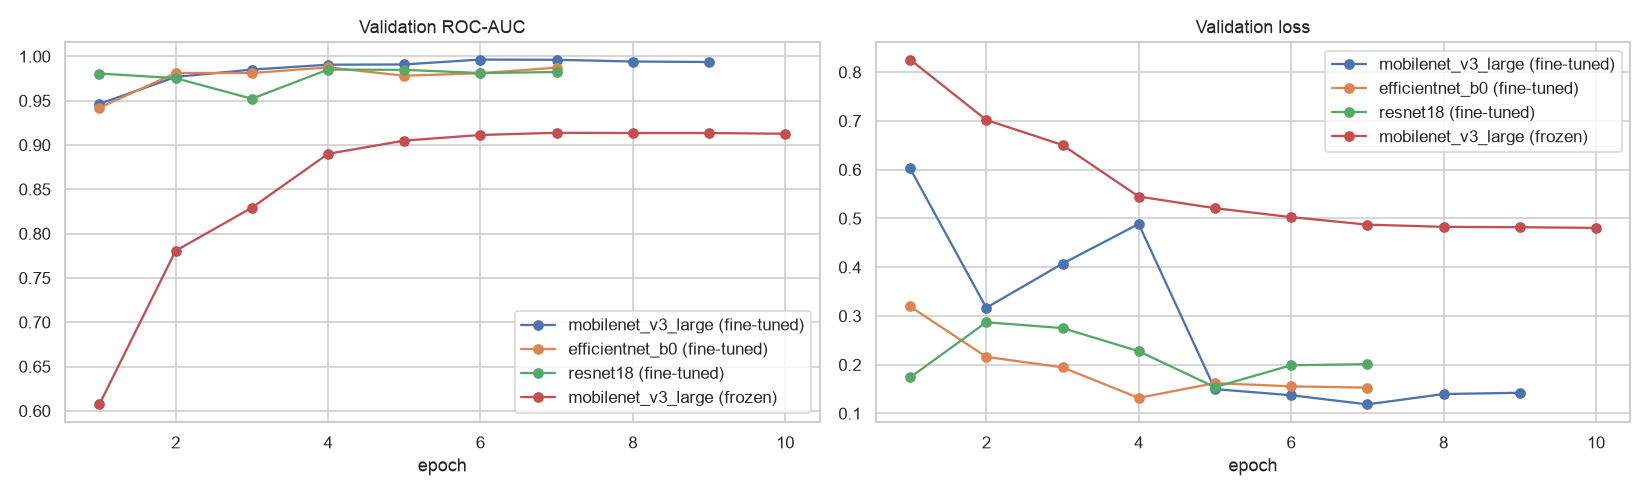 Validation ROC-AUC
1.00
0.95
0.90
0.85
0.80
0.75
0.70
0.65
0.60
mobilenet_v3_large (fine-tuned)
efficientnet_b0 (fine-tuned)
resnet18 (fine-tuned)
mobilenet_v3_large (frozen)
2 4 6 8 10
epoch
Validation loss
0.8
0.7
0.6
0.5
0.4
0.3
0.2
0.1
mobilenet_v3_large (fine-tuned)
efficientnet_b0 (fine-tuned)
resnet18 (fine-tuned)
mobilenet_v3_large (frozen)
2 4 6 8 10
epoch